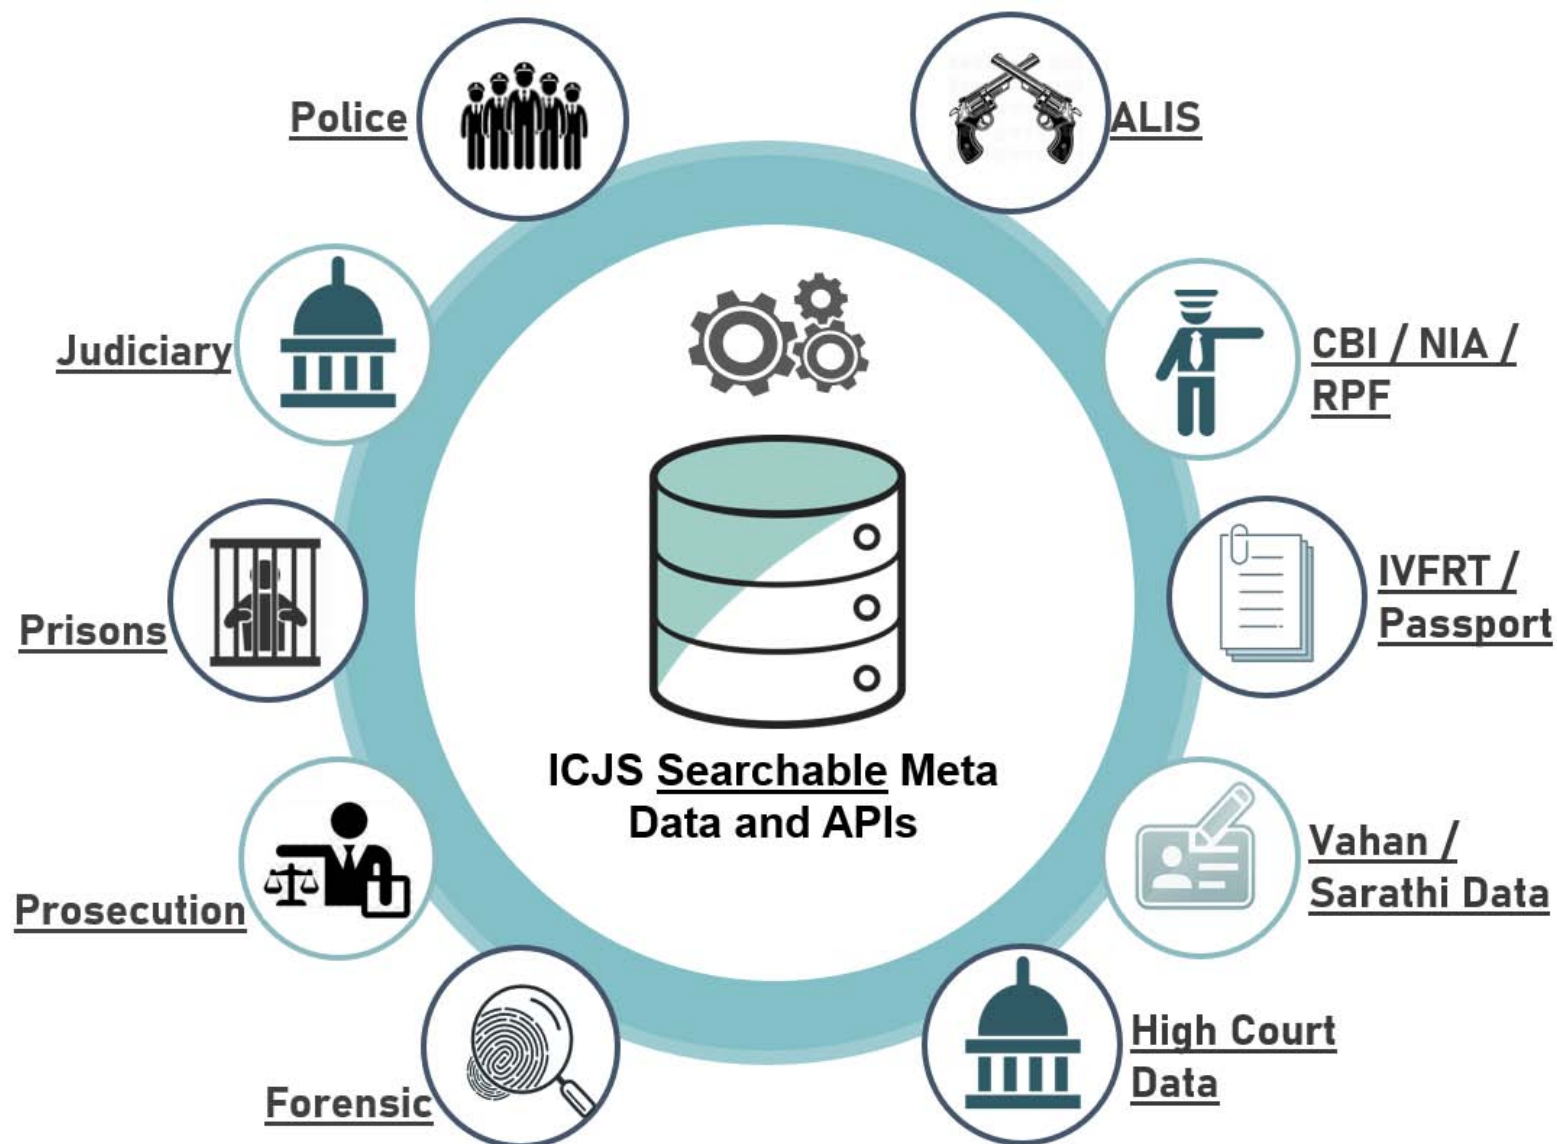 Police
ALIS
Judiciary
CBI / NIA /
RPF
Prisons
IVFRT /
Passport
ICJS Searchable Meta
Data and APIs
Prosecution
Vahan /
Sarathi Data
Forensic
High Court
Data